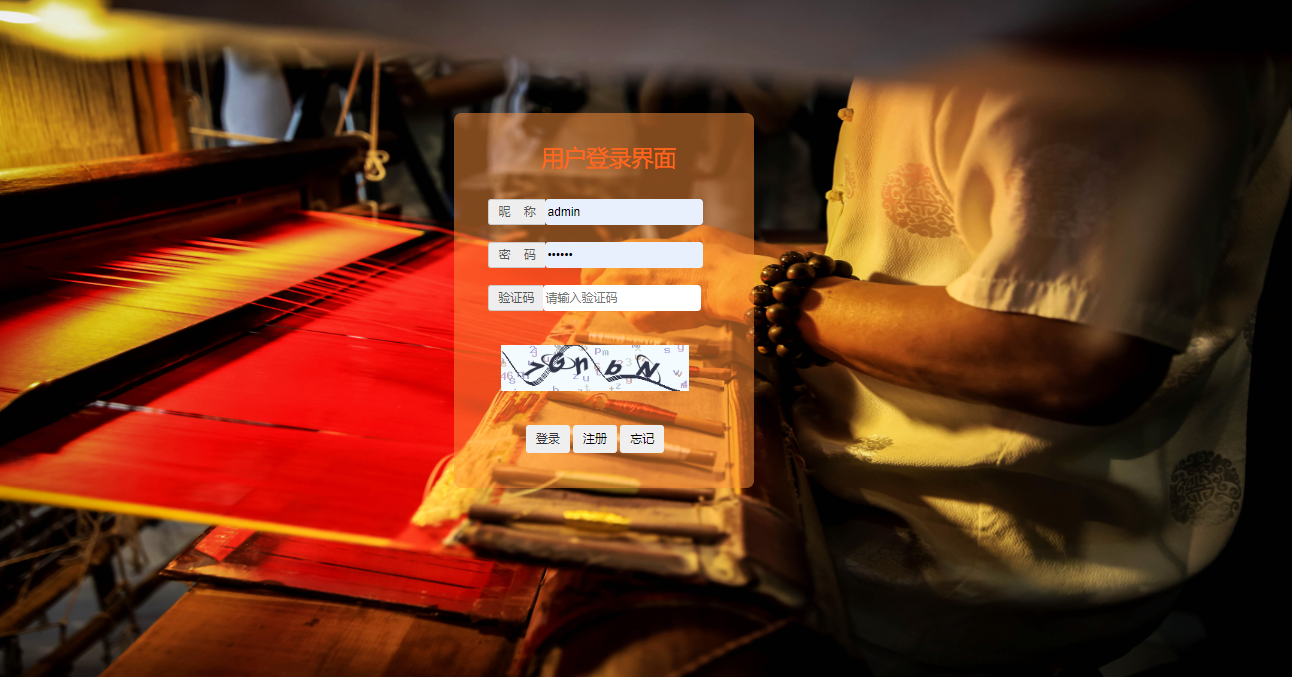 用户登录界面
昵 称 admin
密 码 ••••••
验证码 请输入验证码
登录 注册 忘记